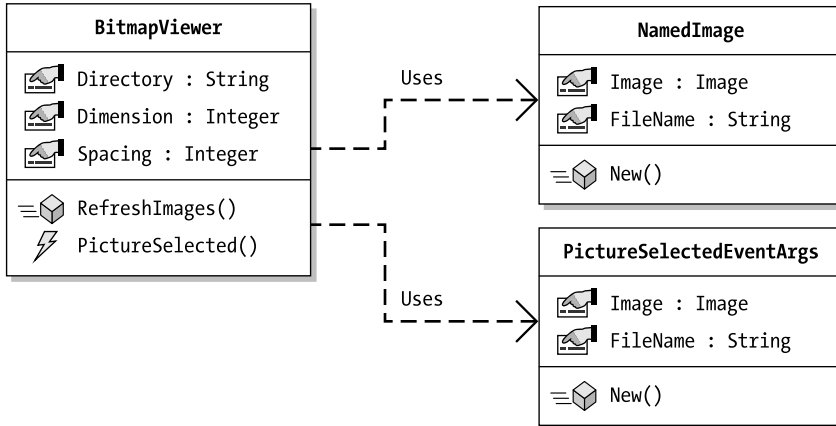 BitmapViewer
Directory : String
Dimension : Integer
Spacing : Integer
RefreshImages()
PictureSelected()
Uses
NamedImage
Image : Image
FileName : String
New()
Uses
PictureSelectedEventArgs
Image : Image
FileName : String
New()